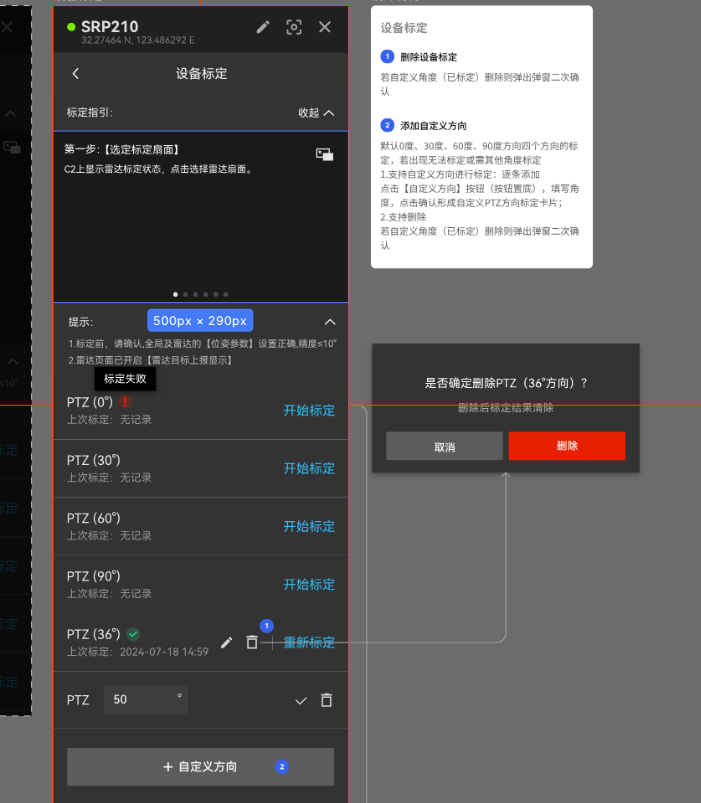 SRP210
32.27464 N, 123.486292 E
设备标定
标定指引:
收起
第一步:【选定标定扇面】
C2上显示雷达标定状态，点击选择雷达扇面。
提示:
500px × 290px
1.标定前，请确认,全局及雷达的【位姿参数】设置正确,精度≤10°
2.雷达页面已开启【雷达目标上报显示】
标定失败
PTZ (0°)
上次标定：无记录
开始标定
PTZ (30°)
上次标定：无记录
开始标定
PTZ (60°)
上次标定：无记录
开始标定
PTZ (90°)
上次标定：无记录
开始标定
PTZ (36°)
上次标定：2024-07-18 14:59
1
重新标定
PTZ
50
°
+ 自定义方向
2
设备标定
1 删除设备标定
若自定义角度（已标定）删除则弹出弹窗二次确
认
2 添加自定义方向
默认0度、30度、60度、90度方向四个方向的标
定，若出现无法标定或需其他角度标定
1.支持自定义方向进行标定：逐条添加
点击【自定义方向】按钮（按钮置底），填写角
度，点击确认形成自定义PTZ方向标定卡片；
2.支持删除
若自定义角度（已标定）删除则弹出弹窗二次确
认
是否确定删除PTZ（36°方向）？
删除后标定结果清除
取消
删除
≤10°
定
定
定
定
定